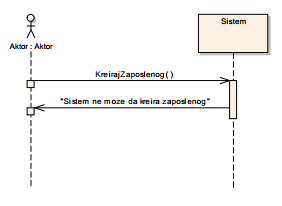 Sistem
Aktor : Aktor
KreirajZaposlenog( )
"Sistem ne moze da kreira zaposlenog"